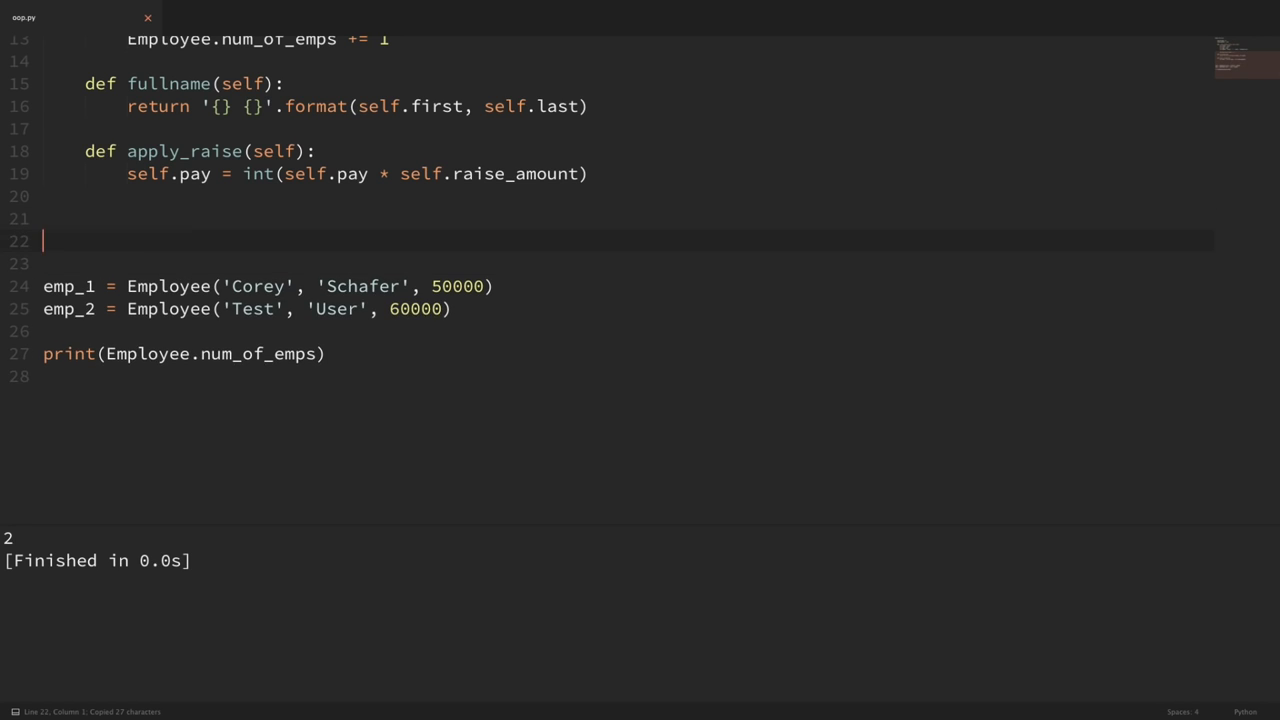 oop.py ×
13         Employee.num_of_emps += 1
14
15     def fullname(self):
16         return '{} {}'.format(self.first, self.last)
17
18     def apply_raise(self):
19         self.pay = int(self.pay * self.raise_amount)
20
21
22
23
24 emp_1 = Employee('Corey', 'Schafer', 50000)
25 emp_2 = Employee('Test', 'User', 60000)
26
27 print(Employee.num_of_emps)
28
2
[Finished in 0.0s]
Line 22, Column 1; Copied 27 characters
Spaces: 4
Python